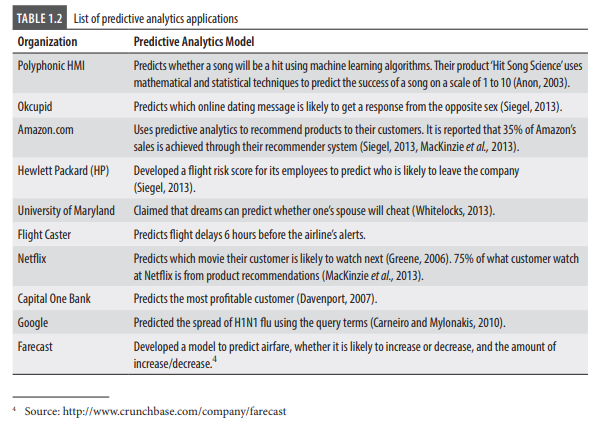 TABLE 1.2 List of predictive analytics applications
Organization Predictive Analytics Model
Polyphonic HMI Predicts whether a song will be a hit using machine learning algorithms. Their product 'Hit Song Science' uses
mathematical and statistical techniques to predict the success of a song on a scale of 1 to 10 (Anon, 2003).
Okcupid Predicts which online dating message is likely to get a response from the opposite sex (Siegel, 2013).
Amazon.com Uses predictive analytics to recommend products to their customers. It is reported that 35% of Amazon's
sales is achieved through their recommender system (Siegel, 2013, MacKinzie et al., 2013).
Hewlett Packard (HP) Developed a flight risk score for its employees to predict who is likely to leave the company
(Siegel, 2013).
University of Maryland Claimed that dreams can predict whether one's spouse will cheat (Whitelocks, 2013).
Flight Caster Predicts flight delays 6 hours before the airline's alerts.
Netflix Predicts which movie their customer is likely to watch next (Greene, 2006). 75% of what customer watch
at Netflix is from product recommendations (MacKinzie et al., 2013).
Capital One Bank Predicts the most profitable customer (Davenport, 2007).
Google Predicted the spread of H1N1 flu using the query terms (Carneiro and Mylonakis, 2010).
Farecast Developed a model to predict airfare, whether it is likely to increase or decrease, and the amount of
increase/decrease.4
4 Source: http://www.crunchbase.com/company/farecast